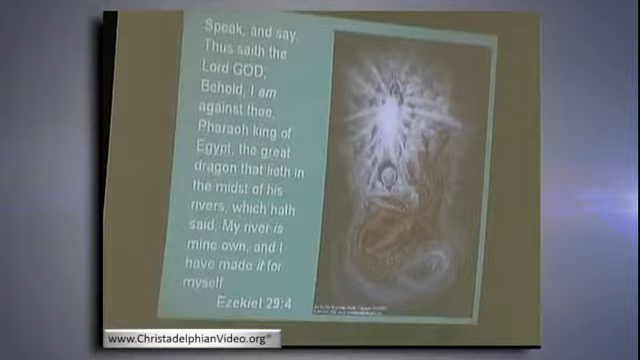 Speak, and say
Thus saith the
Lord GOD;
Behold, I am
against thee,
Pharaoh king of
Egypt, the great
dragon that lieth in
the midst of his
rivers, which hath
said, My river is
mine own, and I
have made it for
myself
Ezekiel 29:4
www.ChristadelphianVideo.org®